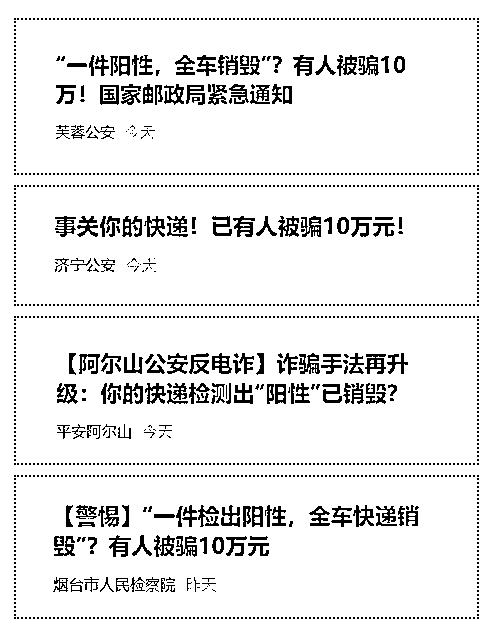 “一件阳性，全车销毁”？有人被骗10
万！国家邮政局紧急通知
芙蓉公安 今天
事关你的快递！已有人被骗10万元！
济宁公安 今天
【阿尔山公安反电诈】诈骗手法再升
级：你的快递检测出“阳性”已销毁？
平安阿尔山 今天
【警惕】“一件检出阳性，全车快递销
毁”？有人被骗10万元
烟台市人民检察院 昨天